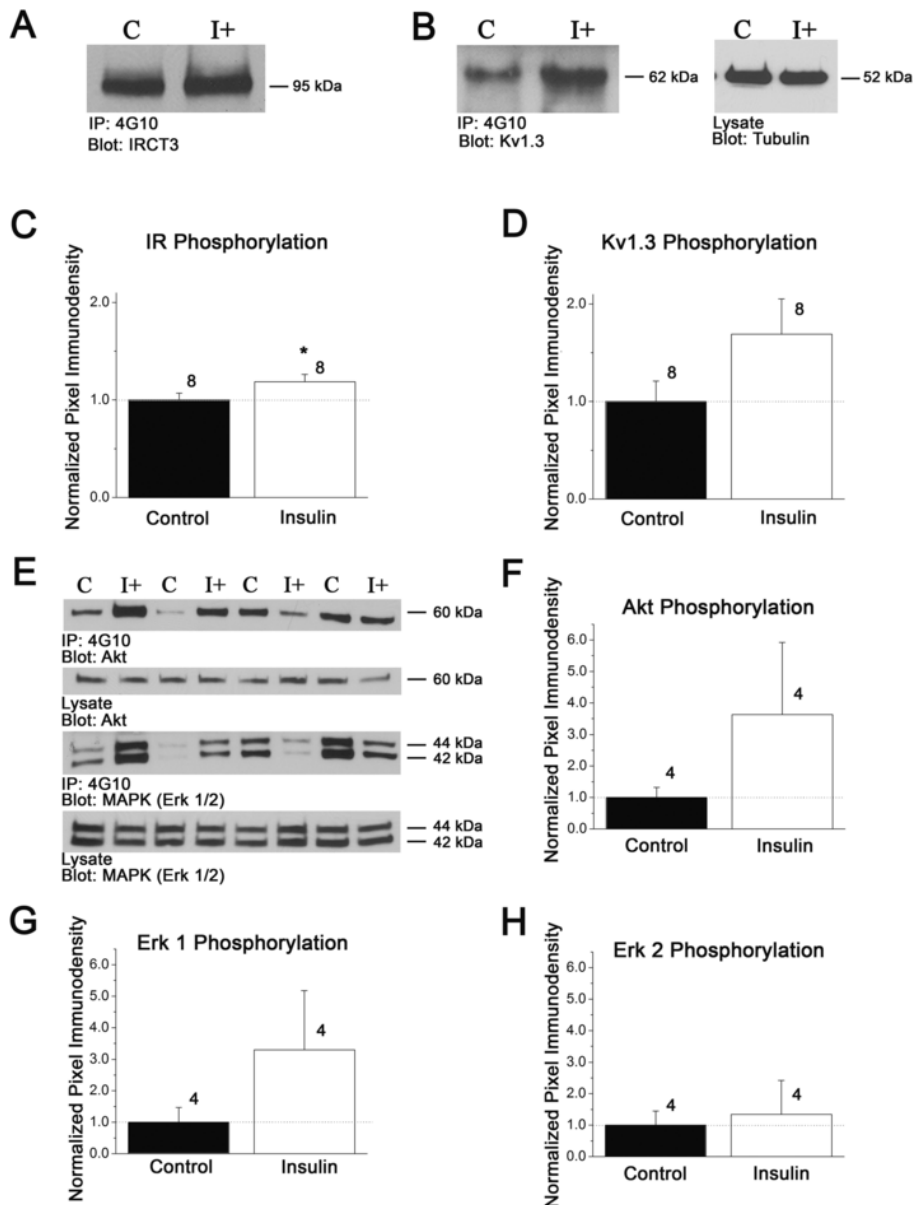 A
C I+
95 kDa
IP: 4G10
Blot: IRCT3
B
C I+
62 kDa
IP: 4G10
Blot: Kv1.3
52 kDa
Lysate
Blot: Tubulin
C
IR Phosphorylation
Normalized Pixel Immunodensity
2.0
1.0
0.0
8
*
8
Control Insulin
D
Kv1.3 Phosphorylation
Normalized Pixel Immunodensity
2.0
1.0
0.0
8
8
Control Insulin
E
C I+ C I+ C I+ C I+
60 kDa
IP: 4G10
Blot: Akt
60 kDa
Lysate
Blot: Akt
44 kDa
42 kDa
IP: 4G10
Blot: MAPK (Erk 1/2)
44 kDa
42 kDa
Lysate
Blot: MAPK (Erk 1/2)
F
Akt Phosphorylation
Normalized Pixel Immunodensity
6.0
5.0
4.0
3.0
2.0
1.0
0.0
4
4
Control Insulin
G
Erk 1 Phosphorylation
Normalized Pixel Immunodensity
6.0
5.0
4.0
3.0
2.0
1.0
0.0
4
4
Control Insulin
H
Erk 2 Phosphorylation
Normalized Pixel Immunodensity
6.0
5.0
4.0
3.0
2.0
1.0
0.0
4
4
Control Insulin